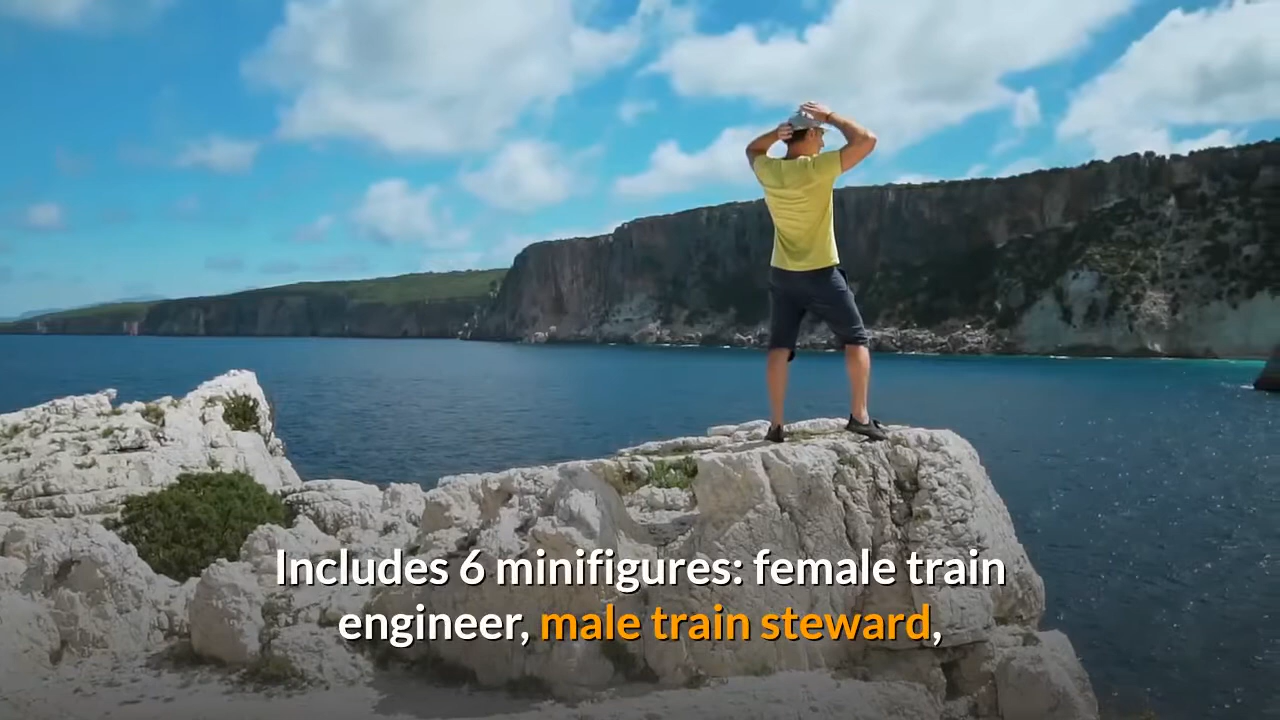 Includes 6 minifigures: female train
engineer, male train steward,